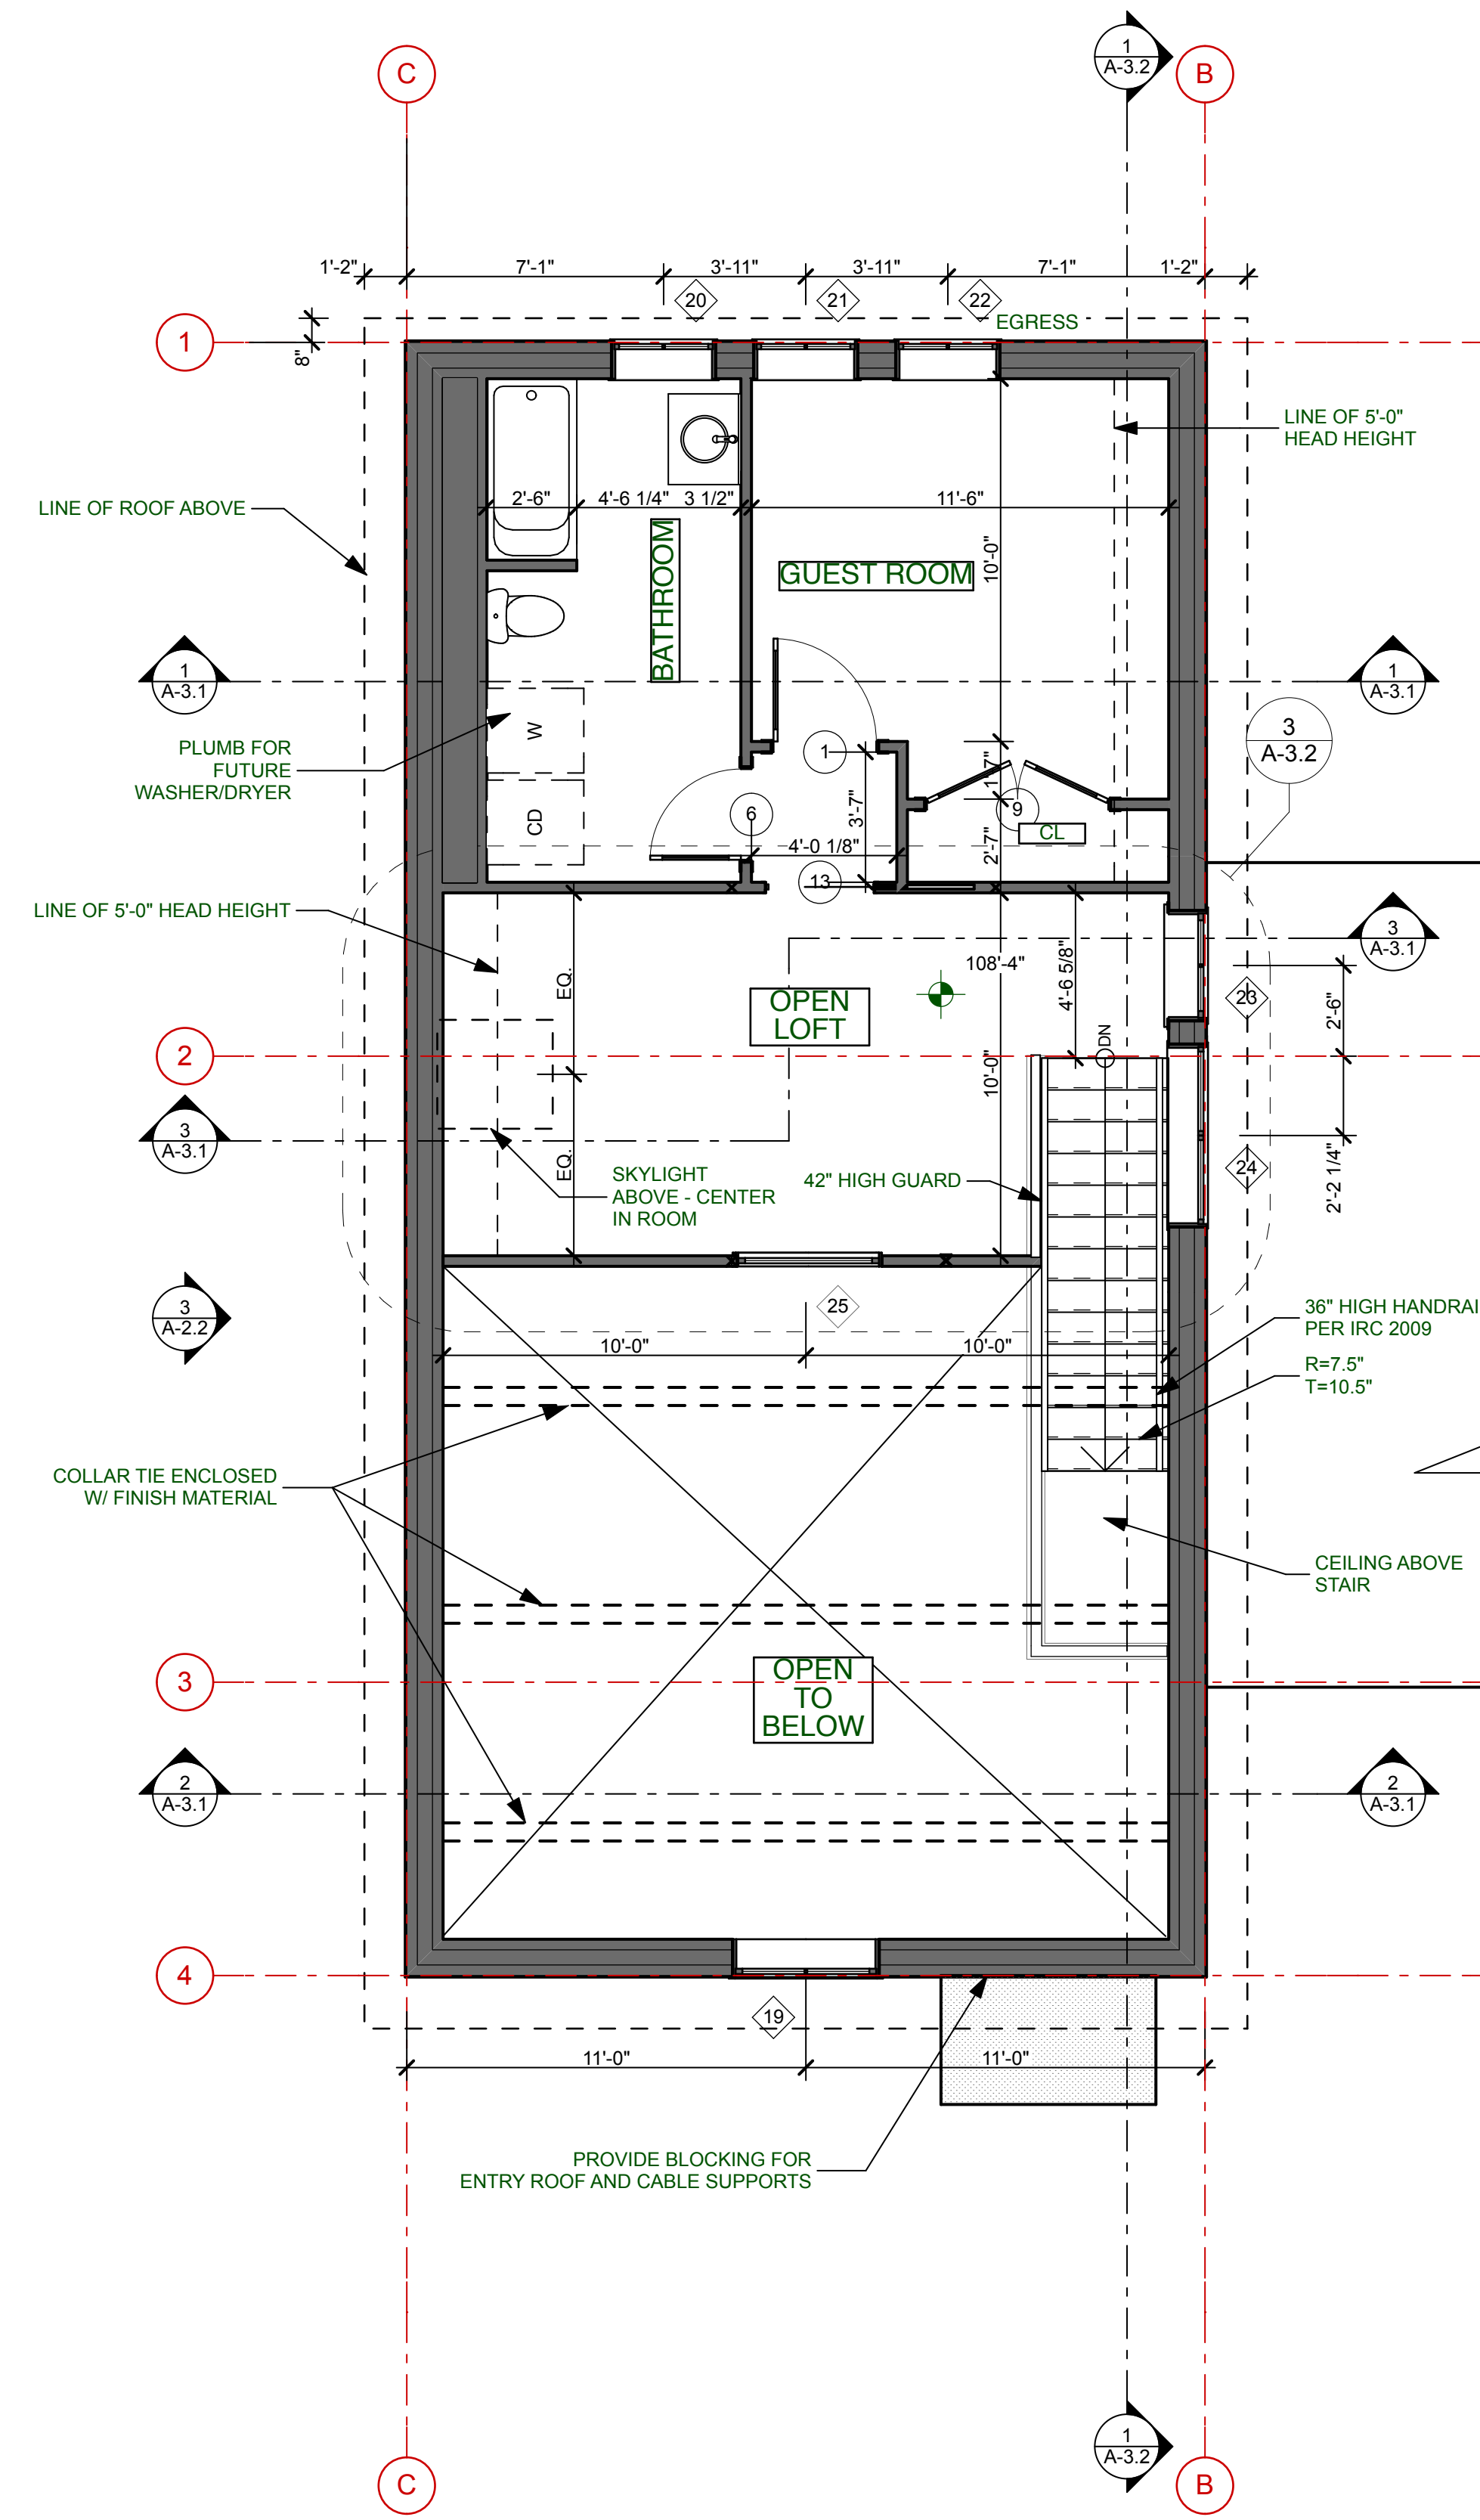 1
A-3.2
C
B
1'-2"
7'-1"
3'-11"
3'-11"
7'-1"
1'-2"
20
21
22
EGRESS
1
8"
LINE OF 5'-0"
HEAD HEIGHT
LINE OF ROOF ABOVE
2'-6"
4'-6 1/4"
3 1/2"
11'-6"
BATHROOM
GUEST ROOM
10'-0"
1
A-3.1
1
A-3.1
3
A-3.2
PLUMB FOR
FUTURE
WASHER/DRYER
W
CD
1
6
3'-7"
1'-7"
9
CL
4'-0 1/8"
2'-7"
13
LINE OF 5'-0" HEAD HEIGHT
3
A-3.1
EQ.
108'-4"
4'-6 5/8"
OPEN
LOFT
23
2'-6"
DN
2
10'-0"
3
A-3.1
EQ.
SKYLIGHT
ABOVE - CENTER
IN ROOM
42" HIGH GUARD
24
2'-2 1/4"
3
A-2.2
25
36" HIGH HANDRAI
PER IRC 2009
R=7.5"
T=10.5"
10'-0"
10'-0"
COLLAR TIE ENCLOSED
W/ FINISH MATERIAL
CEILING ABOVE
STAIR
3
OPEN
TO
BELOW
2
A-3.1
2
A-3.1
4
19
11'-0"
11'-0"
PROVIDE BLOCKING FOR
ENTRY ROOF AND CABLE SUPPORTS
1
A-3.2
C
B